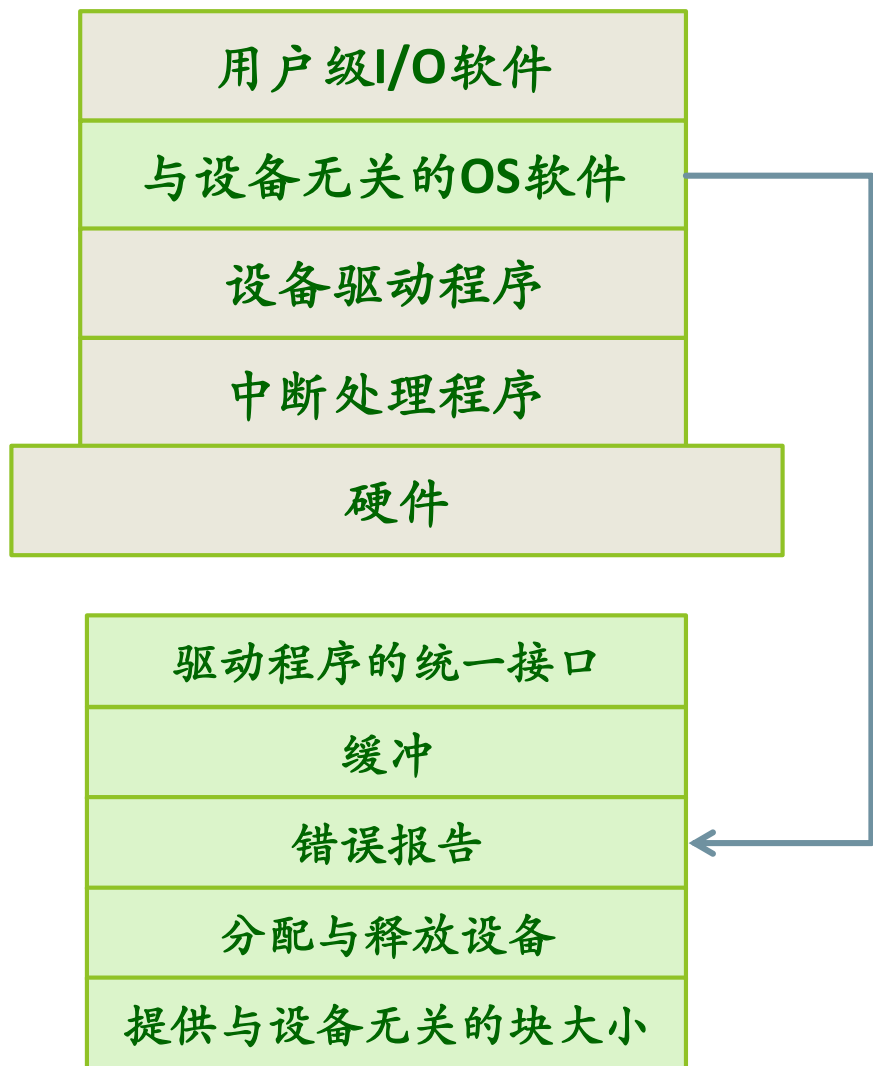 用户级I/O软件
与设备无关的OS软件
设备驱动程序
中断处理程序
硬件
驱动程序的统一接口
缓冲
错误报告
分配与释放设备
提供与设备无关的块大小